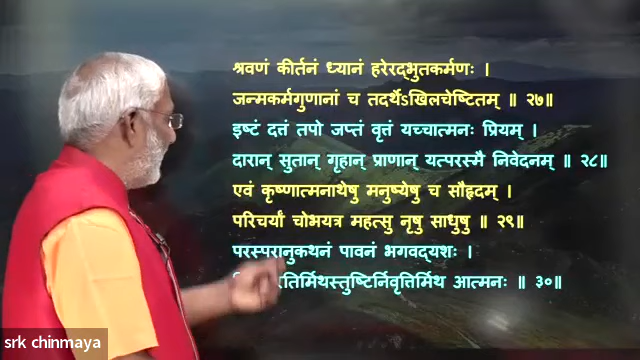 श्रवणं कीर्तनं ध्यानं हरेरद्भुतकर्मणः ।
जन्मकर्मगुणानां च तदर्थेऽखिलचेष्टितम् ॥ २७॥
इष्टं दत्तं तपो जप्तं वृत्तं यच्चात्मनः प्रियम् ।
दारान् सुतान् गृहान् प्राणान् यत्परस्मै निवेदनम् ॥ २८॥
एवं कृष्णात्मनाथेषु मनुष्येषु च सौहृदम् ।
परिचर्यां चोभयत्र महत्सु नृषु साधुषु ॥ २९॥
परस्परानुकथनं पावनं भगवद्यशः ।
आत्मनः ॥ ३०॥
srk chinmaya